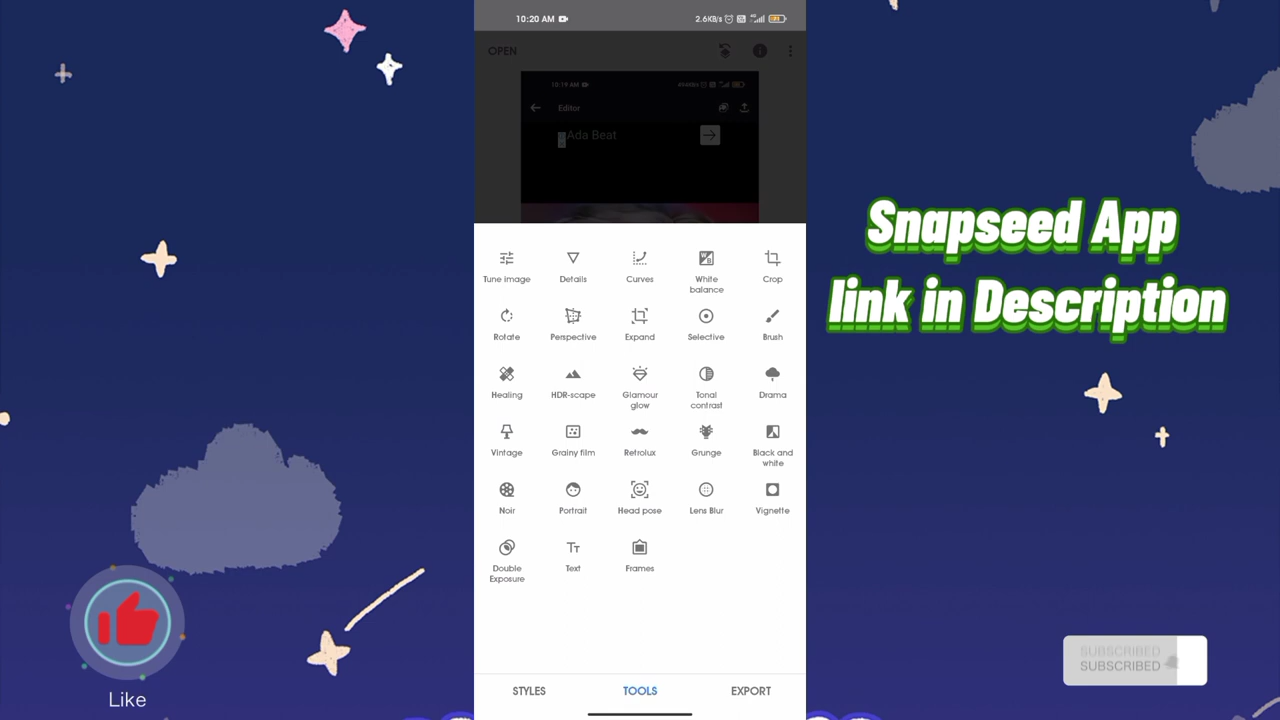 10:20 AM
2.6KB/s
OPEN
10:19 AM
Editor
Ada Beat
Tune image
Details
Curves
White balance
Crop
Rotate
Perspective
Expand
Selective
Brush
Healing
HDR-scape
Glamour glow
Tonal contrast
Drama
Vintage
Grainy film
Retrolux
Grunge
Black and white
Noir
Portrait
Head pose
Lens Blur
Vignette
Double Exposure
Text
Frames
STYLES
TOOLS
EXPORT
Snapseed App
link in Description
Like
SUBSCRIBED
SUBSCRIBED